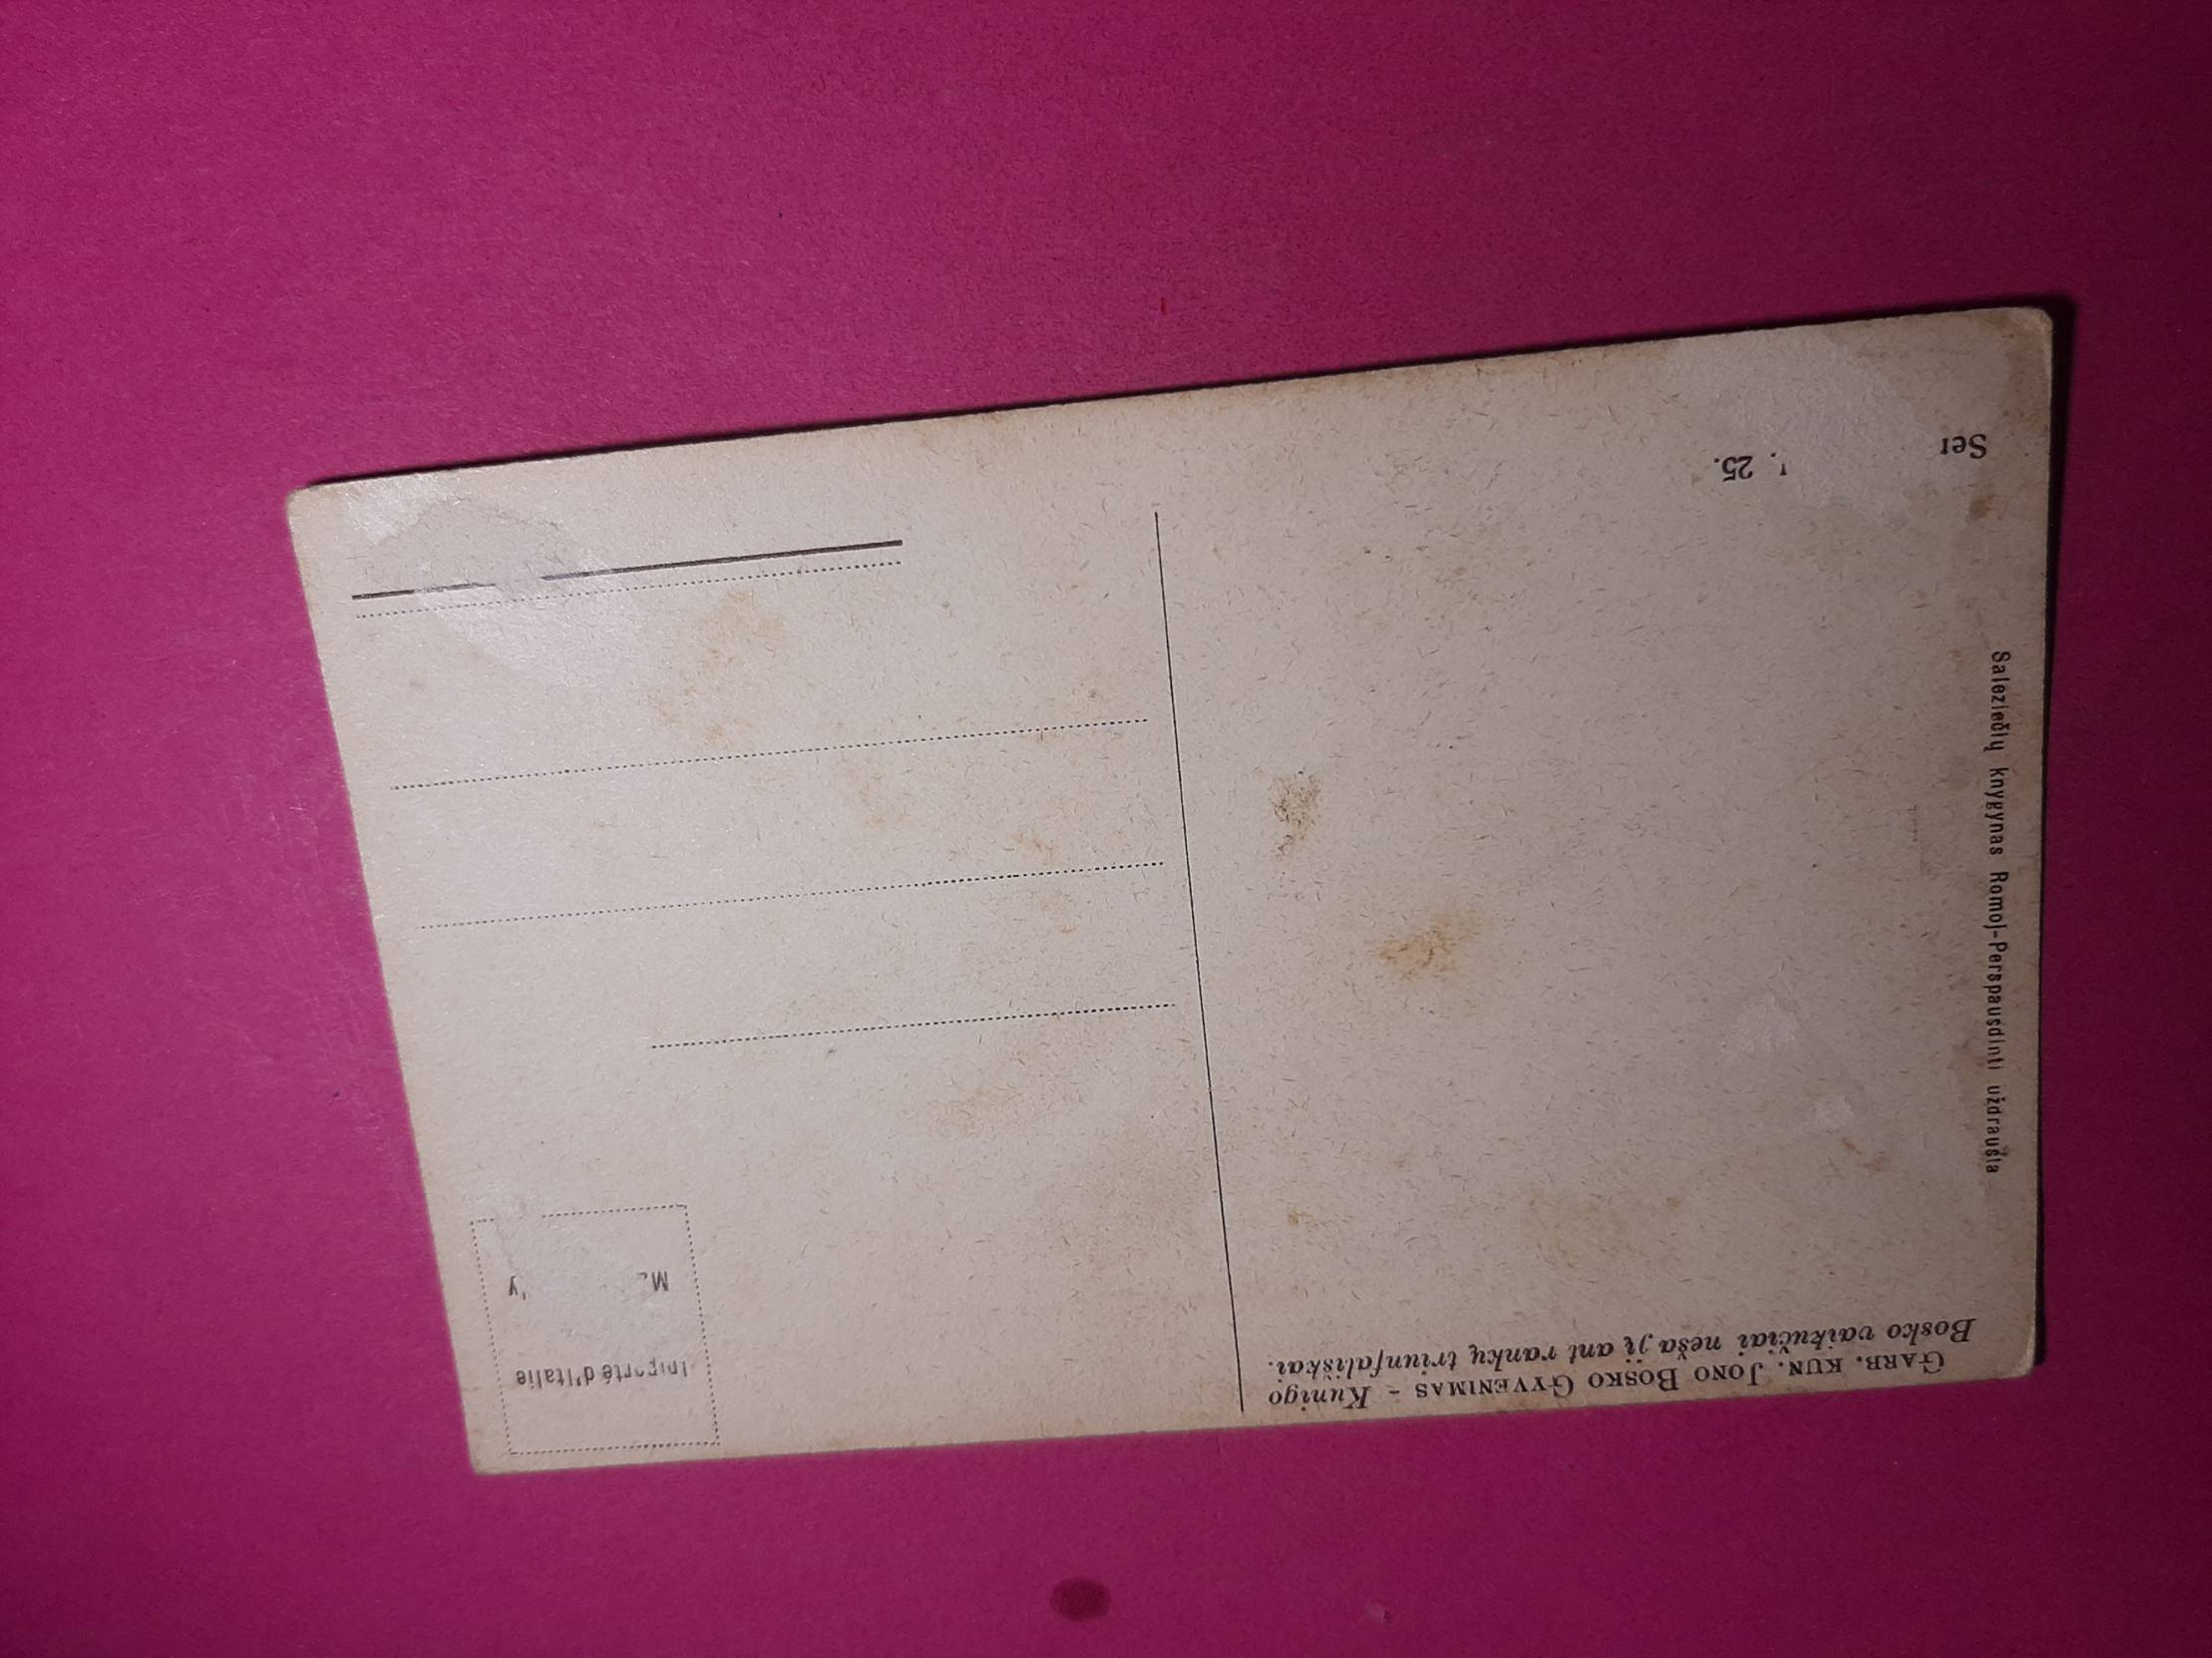 GARB. KUN. JONO BOSKO GYVENIMAS - Kunigo
Bosko vaikučiai neša jį ant rankų triunfališkai.
Importé d'Italie
Saleziečių knygynas Romoj-Perspausdinti uždrausta
Ser
25.